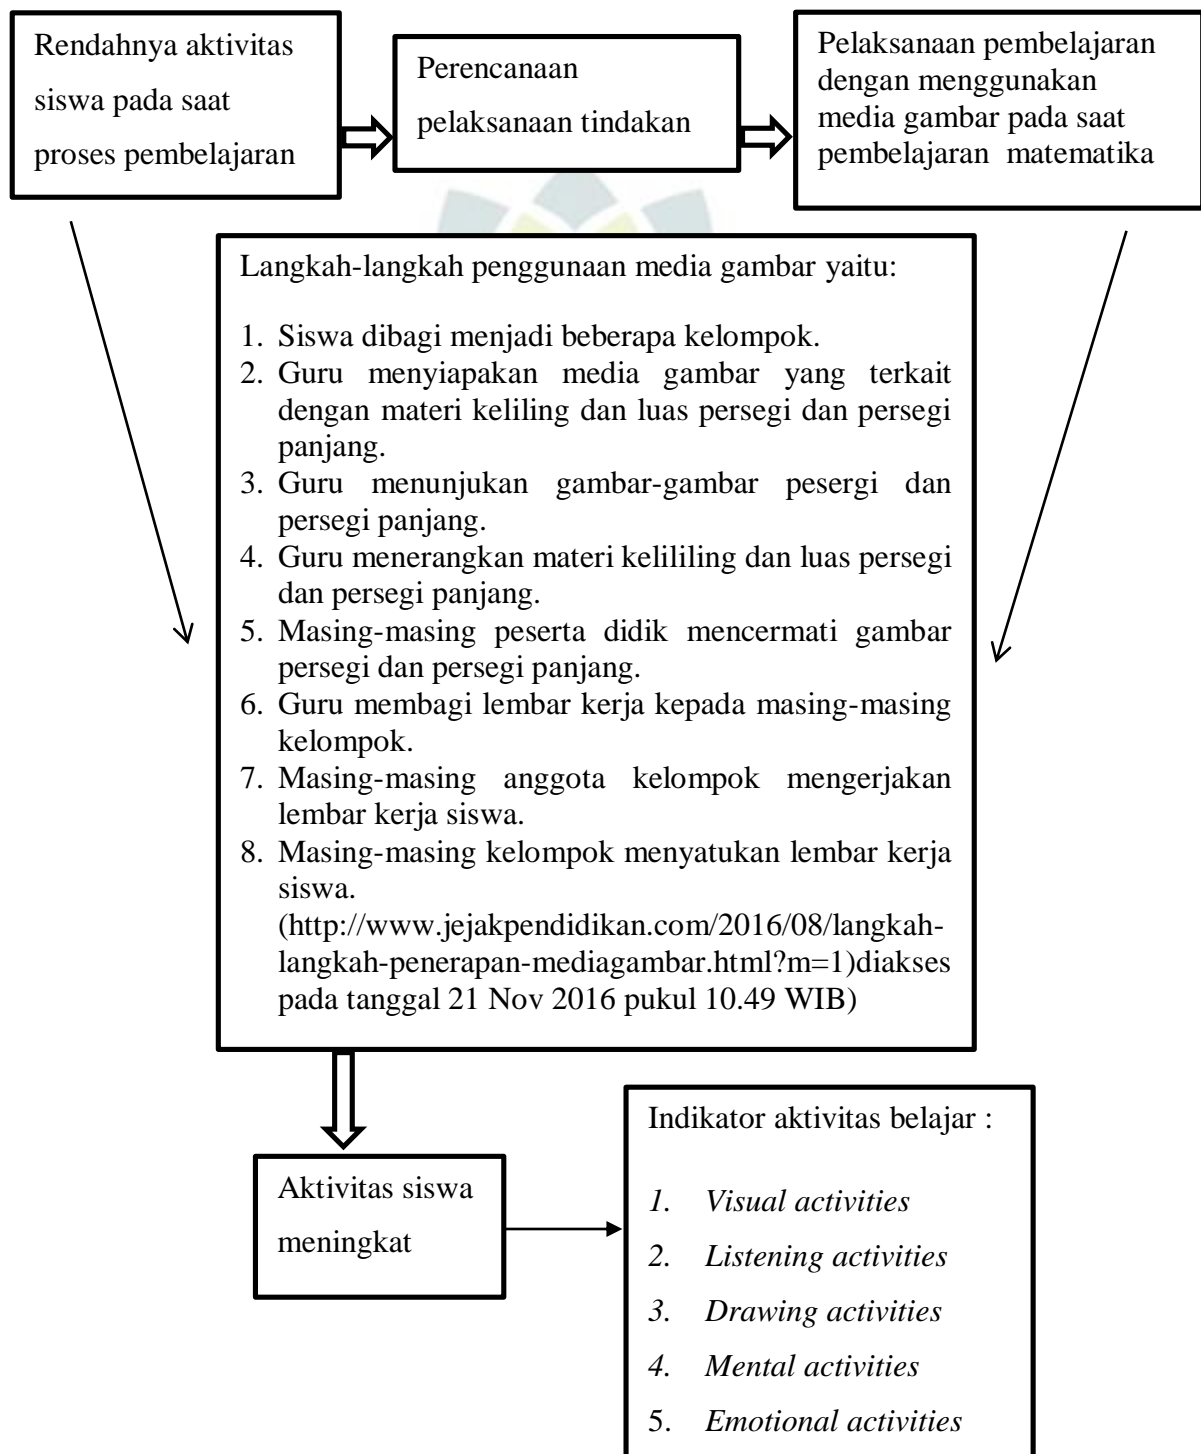 Rendahnya aktivitas
siswa pada saat
proses pembelajaran
Perencanaan
pelaksanaan tindakan
Pelaksanaan pembelajaran
dengan menggunakan
media gambar pada saat
pembelajaran matematika
Langkah-langkah penggunaan media gambar yaitu:
1. Siswa dibagi menjadi beberapa kelompok.
2. Guru menyiapakan media gambar yang terkait
dengan materi keliling dan luas persegi dan persegi
panjang.
3. Guru menunjukan gambar-gambar pesergi dan
persegi panjang.
4. Guru menerangkan materi kelililing dan luas persegi
dan persegi panjang.
5. Masing-masing peserta didik mencermati gambar
persegi dan persegi panjang.
6. Guru membagi lembar kerja kepada masing-masing
kelompok.
7. Masing-masing anggota kelompok mengerjakan
lembar kerja siswa.
8. Masing-masing kelompok menyatukan lembar kerja
siswa.
(http://www.jejakpendidikan.com/2016/08/langkah-
langkah-penerapan-mediagambar.html?m=1)diakses
pada tanggal 21 Nov 2016 pukul 10.49 WIB)
Aktivitas siswa
meningkat
Indikator aktivitas belajar :
1. Visual activities
2. Listening activities
3. Drawing activities
4. Mental activities
5. Emotional activities